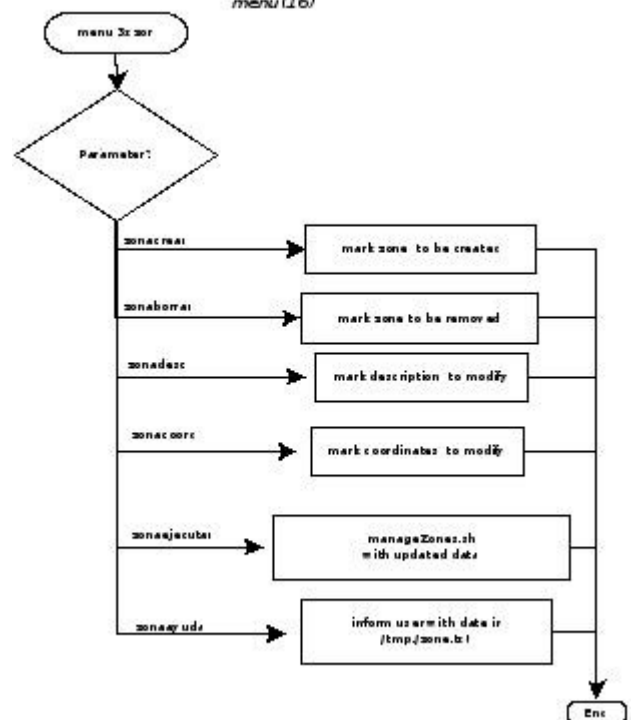 menu(16)
Parameter?
zonacrear
mark zone to be created
zonaborrar
mark zone to be removed
zonadesc
mark description to modify
zonacoord
mark coordinates to modify
zonaejecutar
manageZones.sh
with updated data
zonaayuda
inform user with data in
/tmp/zone.txt
End